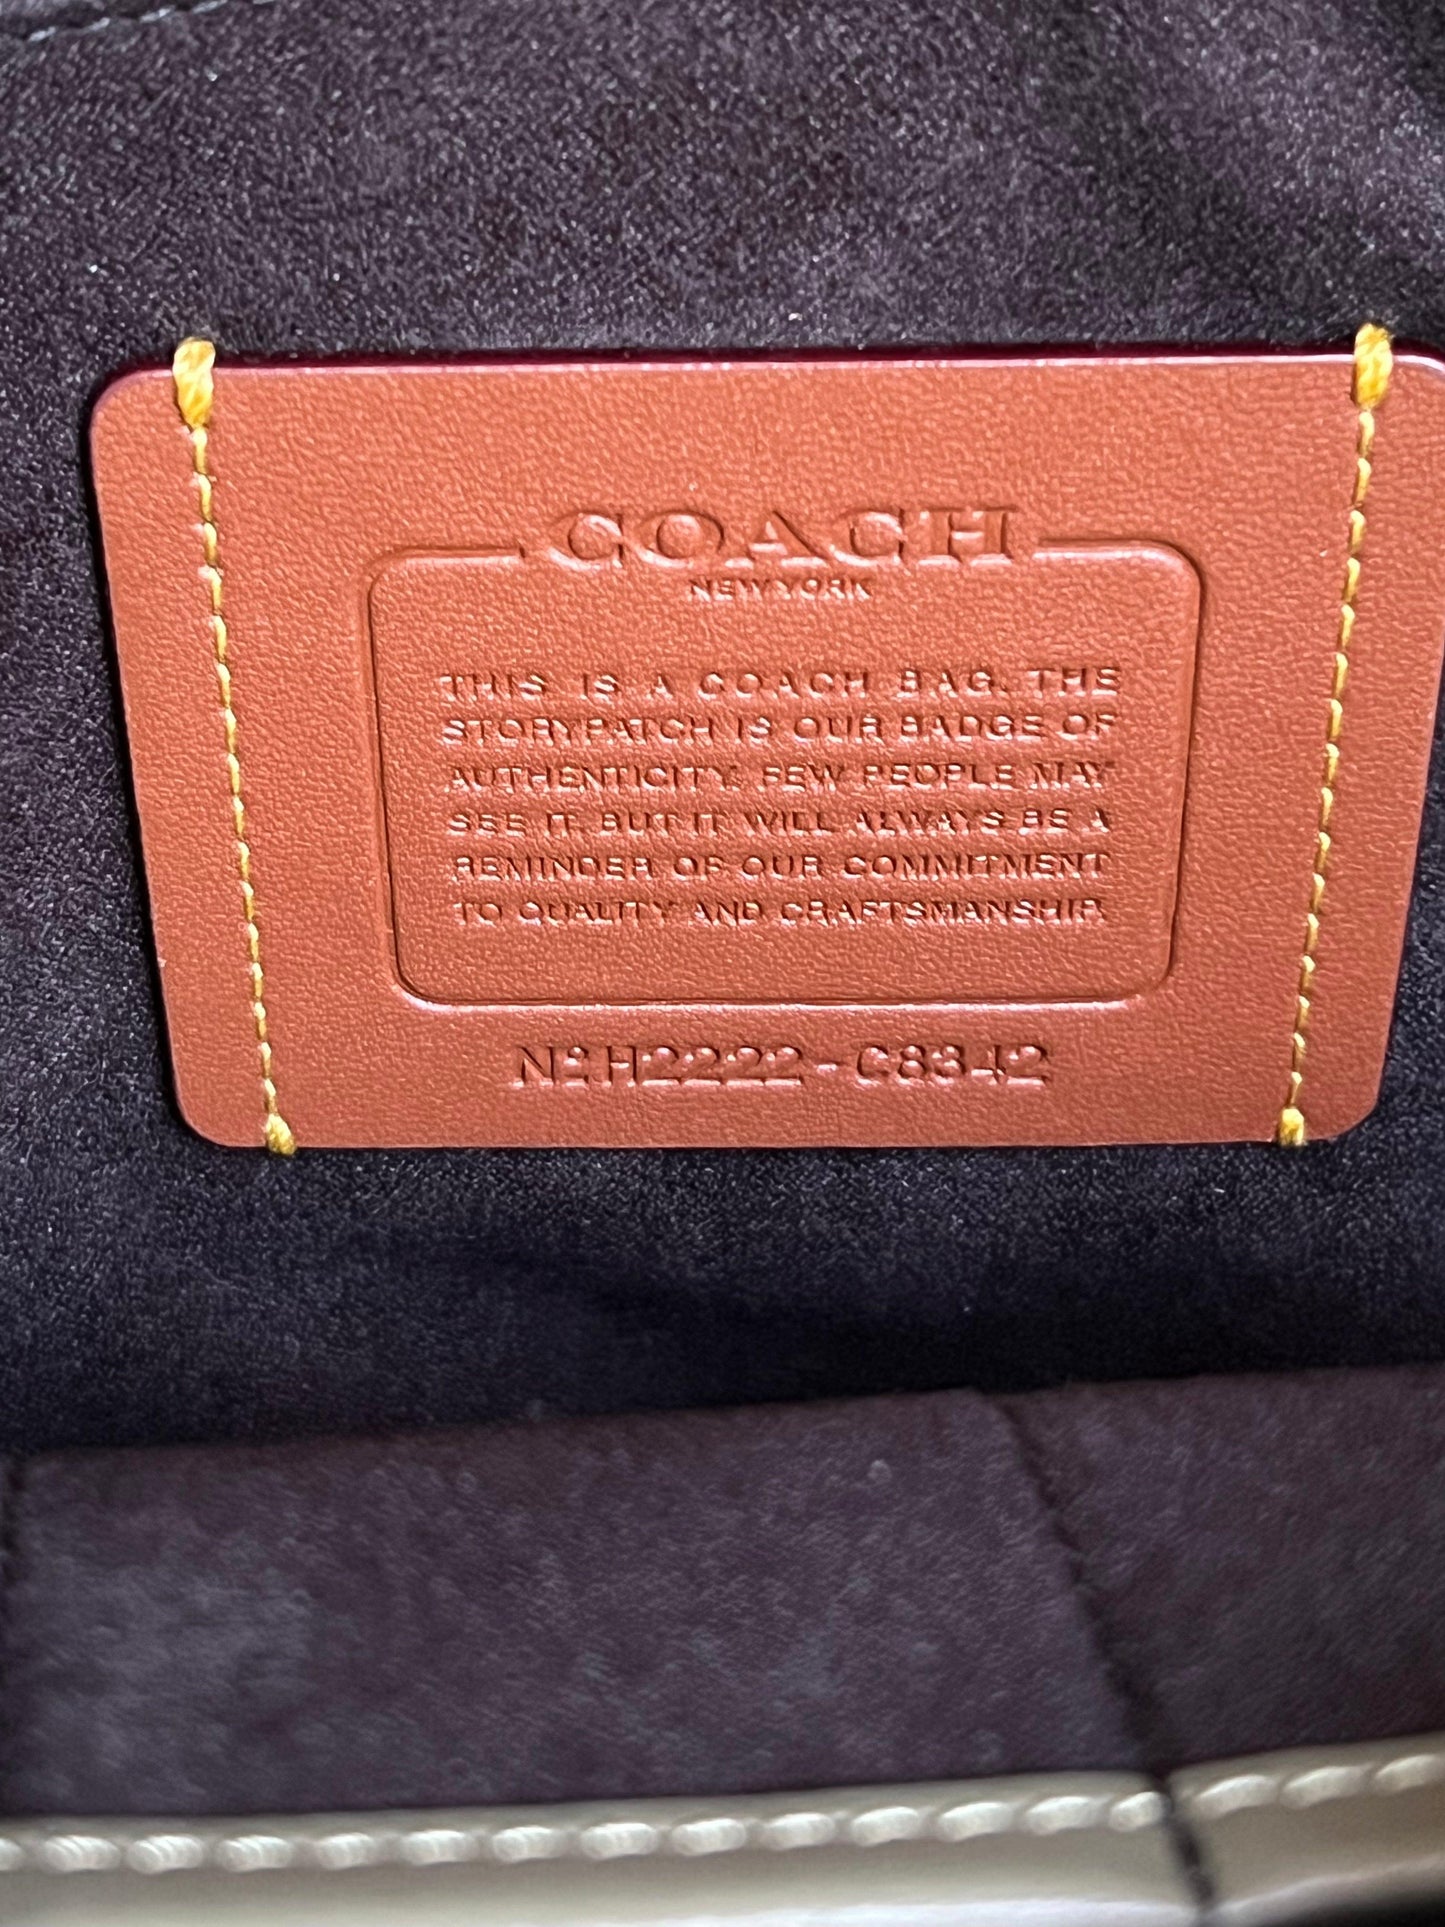 COACH
NEW YORK
THIS IS A COACH BAG. THE
STORYPATCH IS OUR BADGE OF
AUTHENTICITY. FEW PEOPLE MAY
SEE IT. BUT IT WILL ALWAYS BE A
REMINDER OF OUR COMMITMENT
TO QUALITY AND CRAFTSMANSHIP.
Nº H2222-C8342